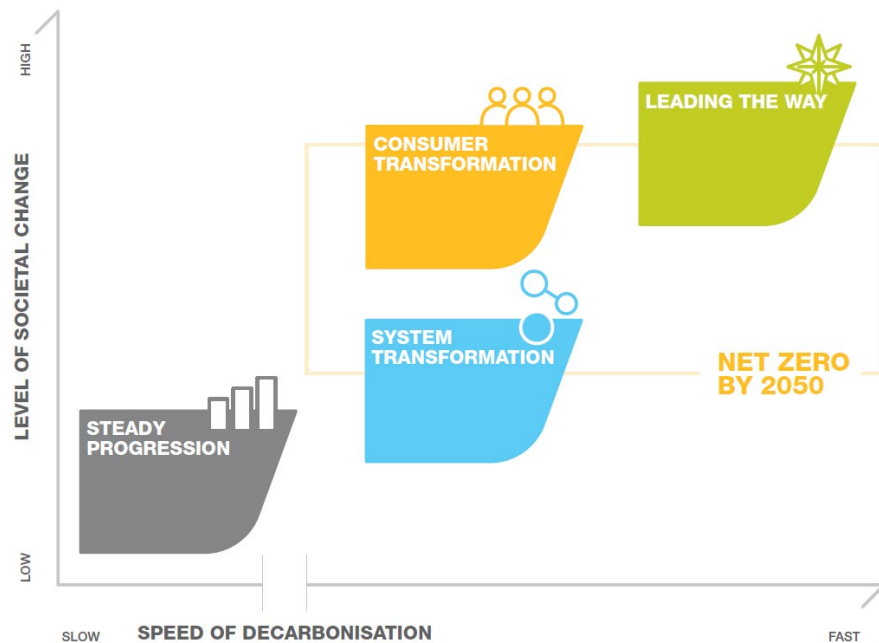 HIGH
LEVEL OF SOCIETAL CHANGE
LOW
LEADING THE WAY
CONSUMER
TRANSFORMATION
SYSTEM
TRANSFORMATION
NET ZERO
BY 2050
STEADY
PROGRESSION
SLOW
SPEED OF DECARBONISATION
FAST